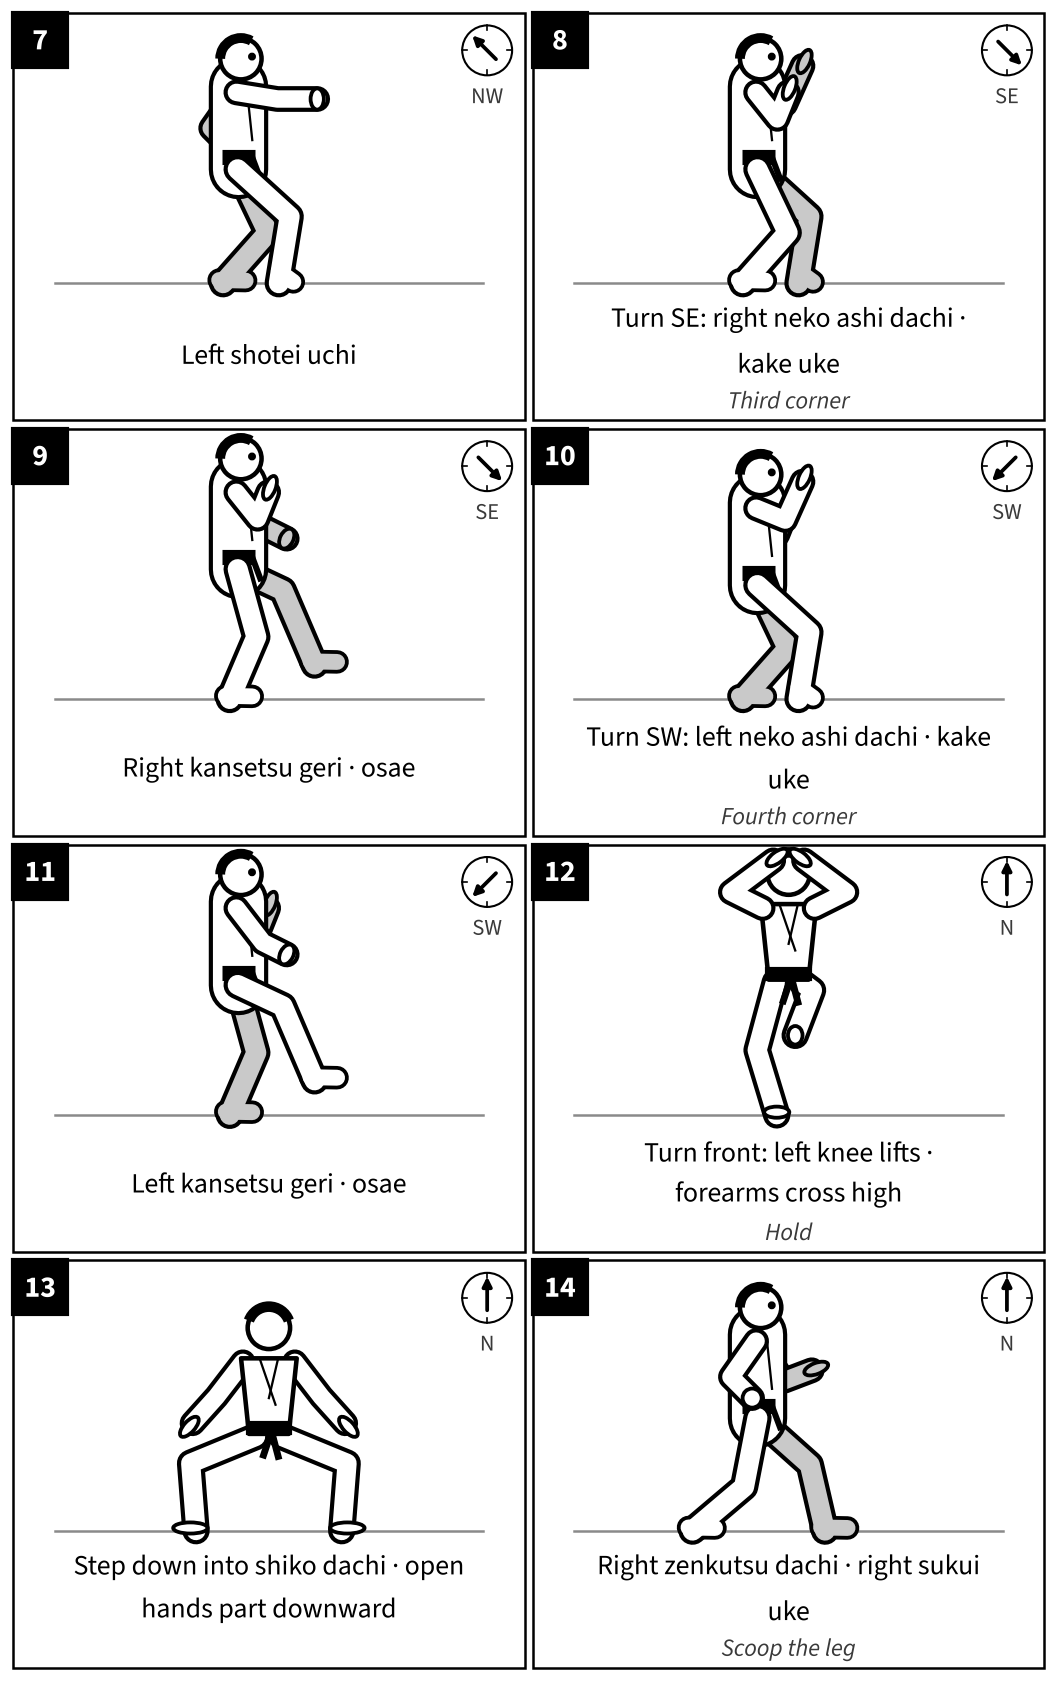 7
NW
Left shotei uchi
8
SE
Turn SE: right neko ashi dachi ·
kake uke
Third corner
9
SE
Right kansetsu geri · osae
10
SW
Turn SW: left neko ashi dachi · kake
uke
Fourth corner
11
SW
Left kansetsu geri · osae
12
N
Turn front: left knee lifts ·
forearms cross high
Hold
13
N
Step down into shiko dachi · open
hands part downward
14
N
Right zenkutsu dachi · right sukui
uke
Scoop the leg